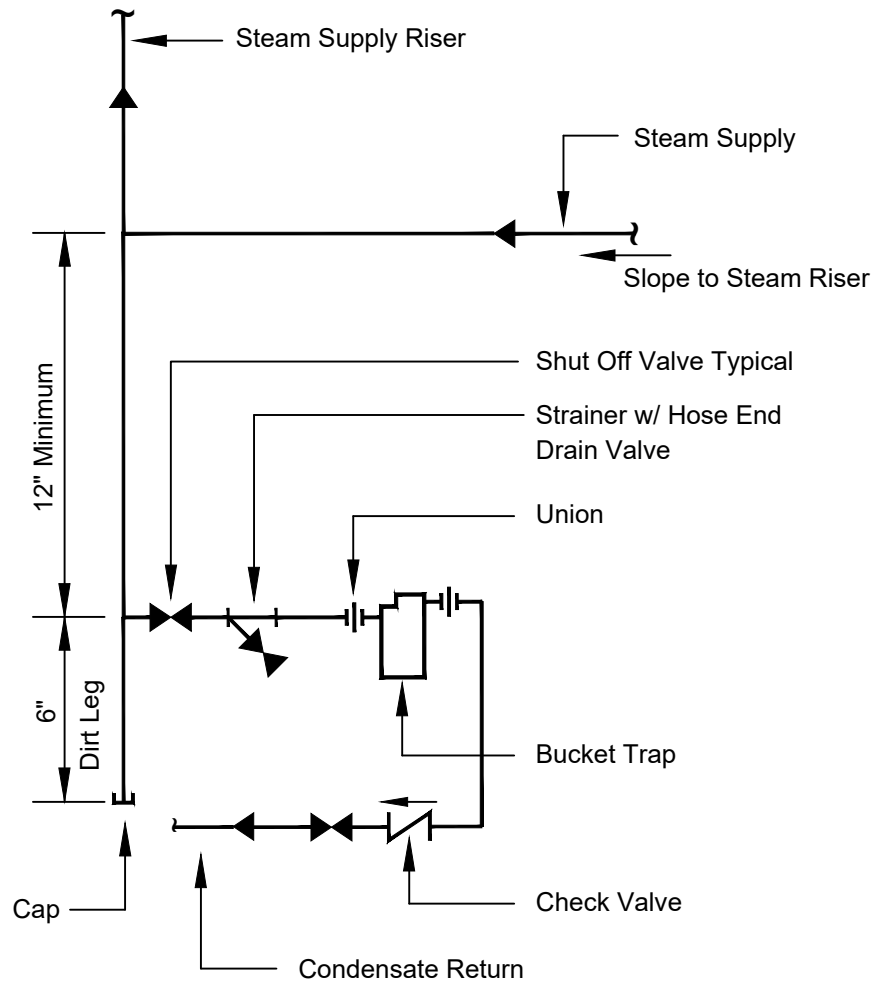 Steam Supply Riser
Steam Supply
Slope to Steam Riser
12" Minimum
Shut Off Valve Typical
Strainer w/ Hose End
Drain Valve
Union
6"
Dirt Leg
Bucket Trap
Check Valve
Cap
Condensate Return